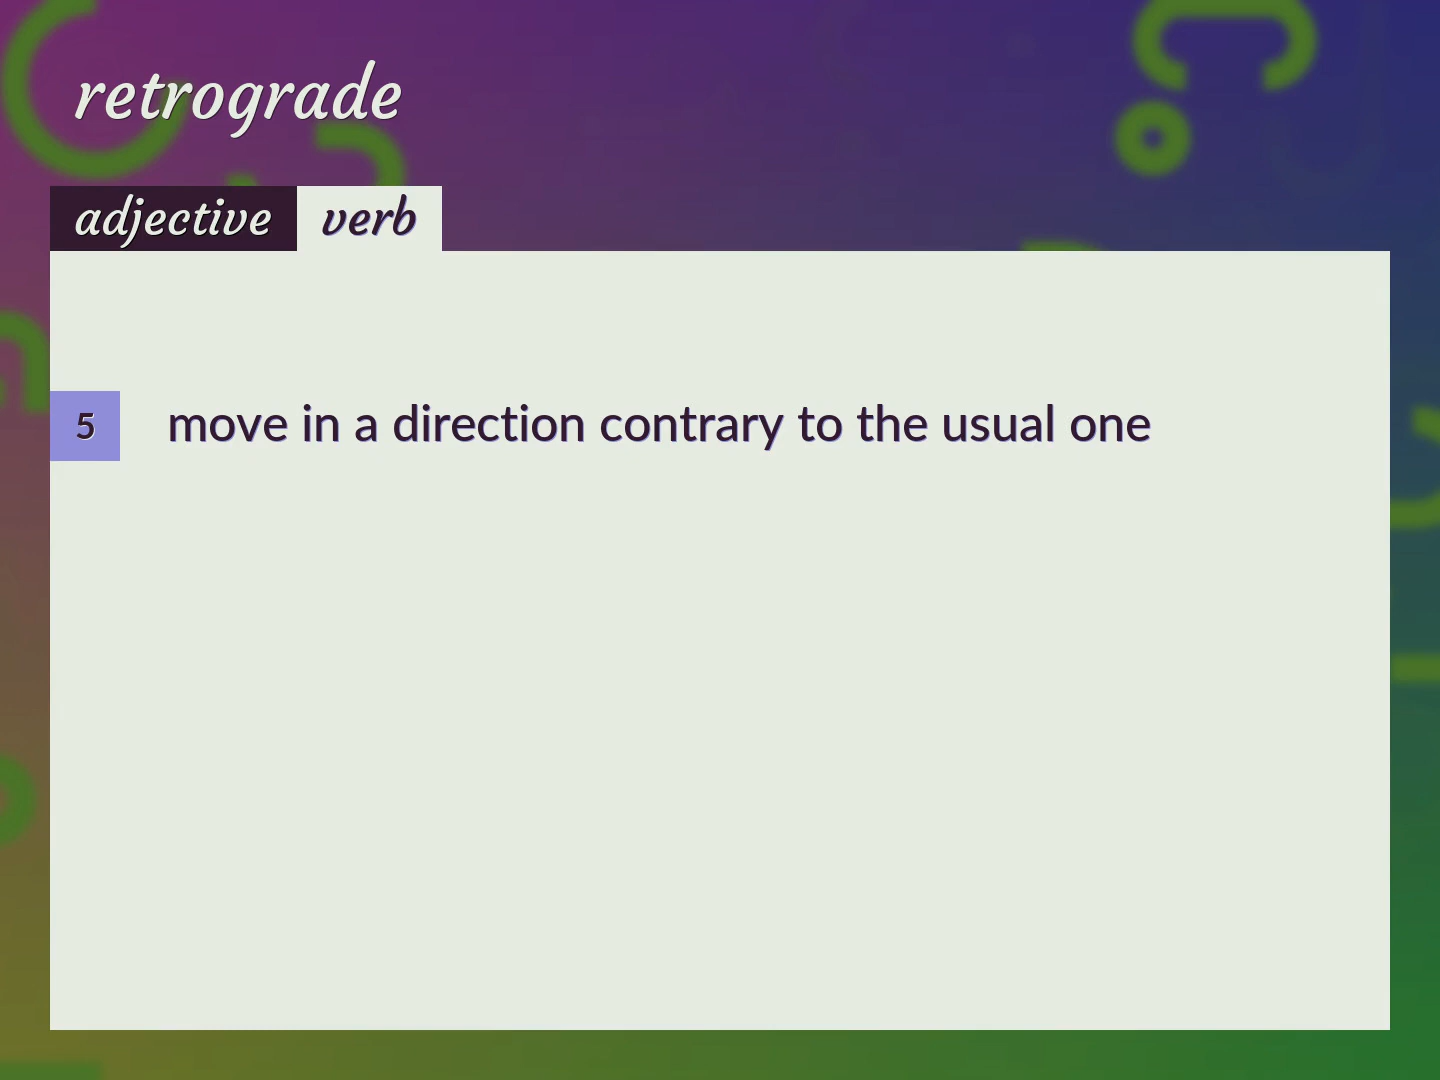 retrograde
adjective verb
5 move in a direction contrary to the usual one